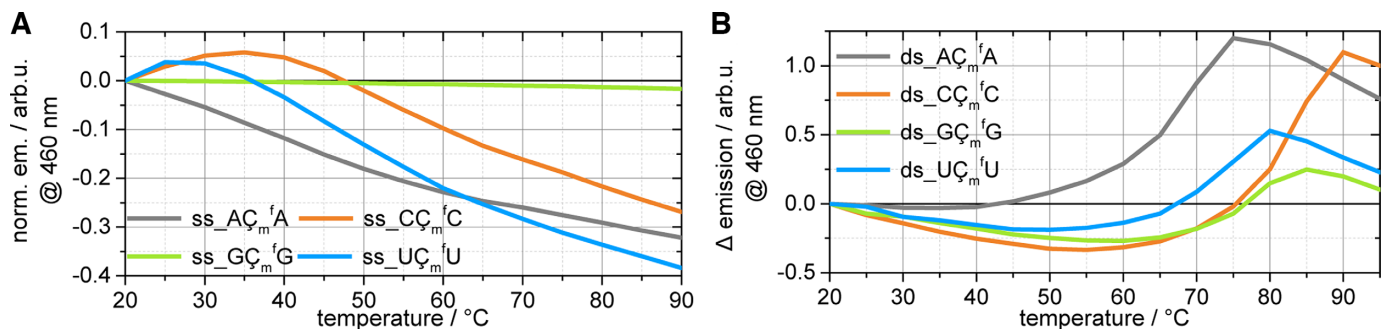 A
norm. em. / arb.u.
@ 460 nm
0.1
0.0
-0.1
-0.2
-0.3
-0.4
ss_AÇₘᶠA ss_CÇₘᶠC
ss_GÇₘᶠG ss_UÇₘᶠU
20 30 40 50 60 70 80 90
temperature / °C
B
Δ emission / arb.u.
@ 460 nm
1.0
0.5
0.0
-0.5
ds_AÇₘᶠA
ds_CÇₘᶠC
ds_GÇₘᶠG
ds_UÇₘᶠU
20 30 40 50 60 70 80 90
temperature / °C